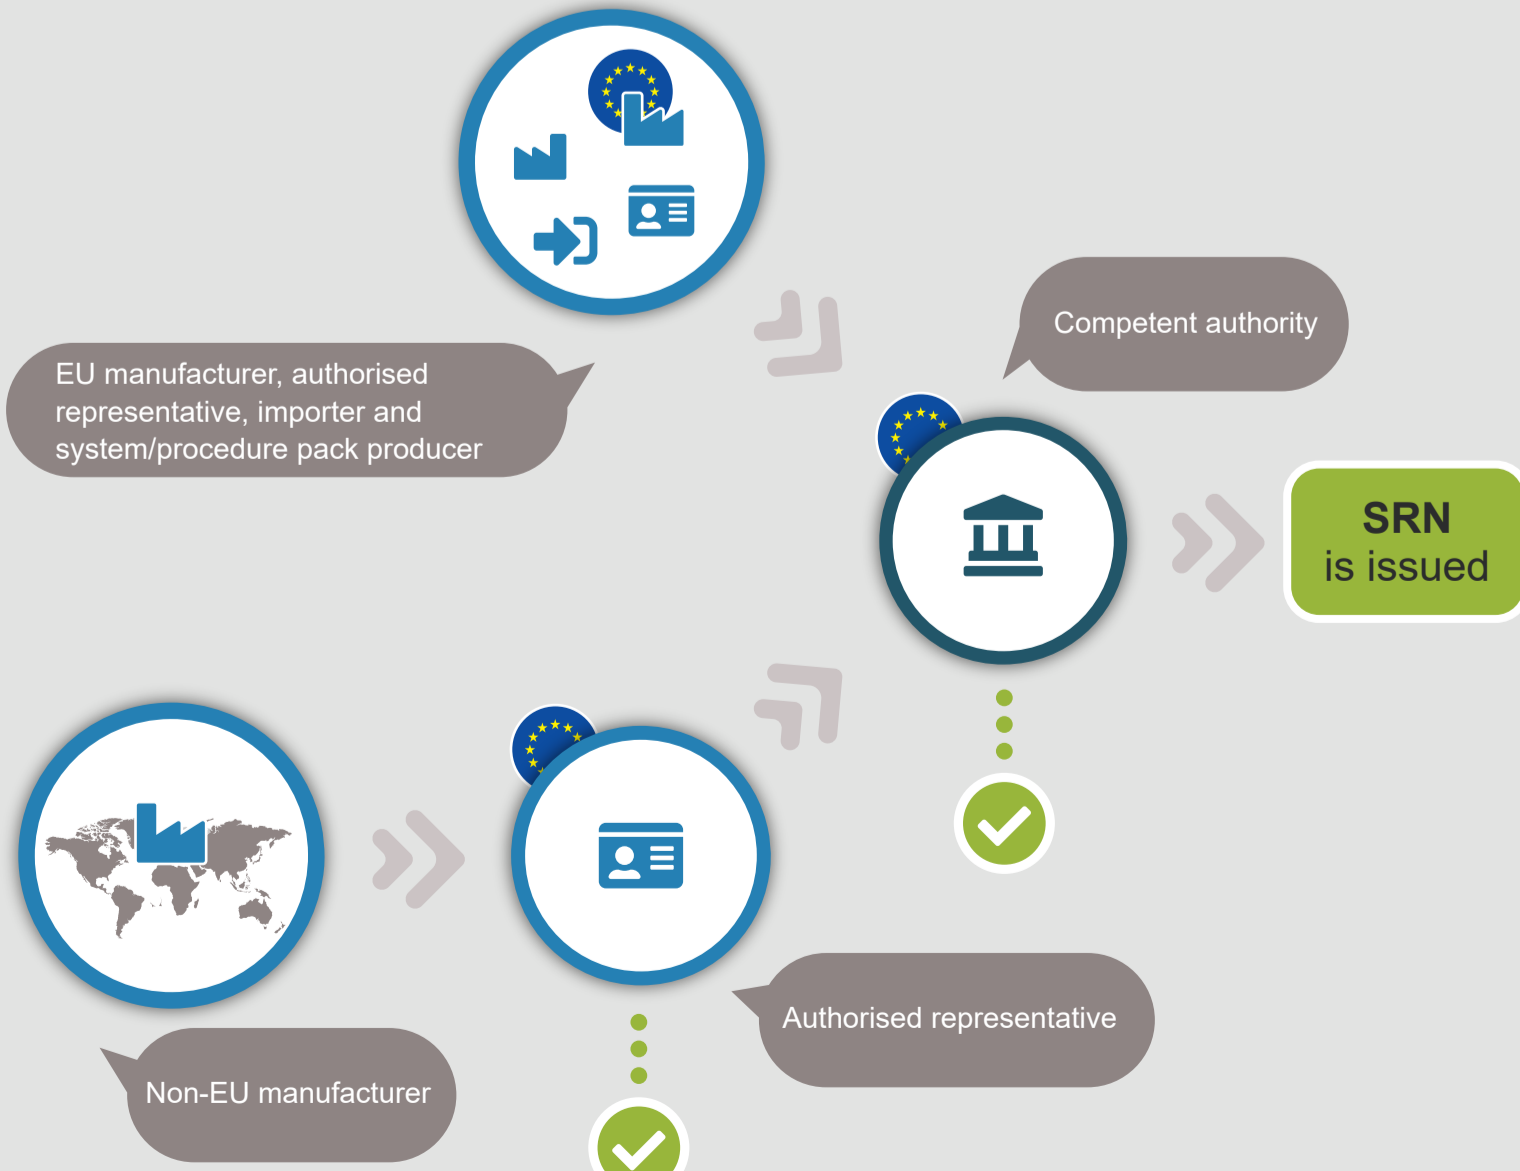 EU manufacturer, authorised
representative, importer and
system/procedure pack producer
Competent authority
SRN
is issued
Authorised representative
Non-EU manufacturer